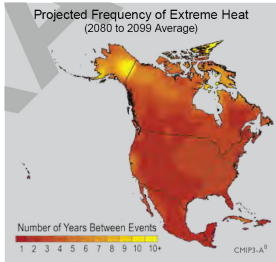 Projected Frequency of Extreme Heat
(2080 to 2099 Average)
Number of Years Between Events
1 2 3 4 5 6 7 8 9 10 10+
CMIP3-A⁸